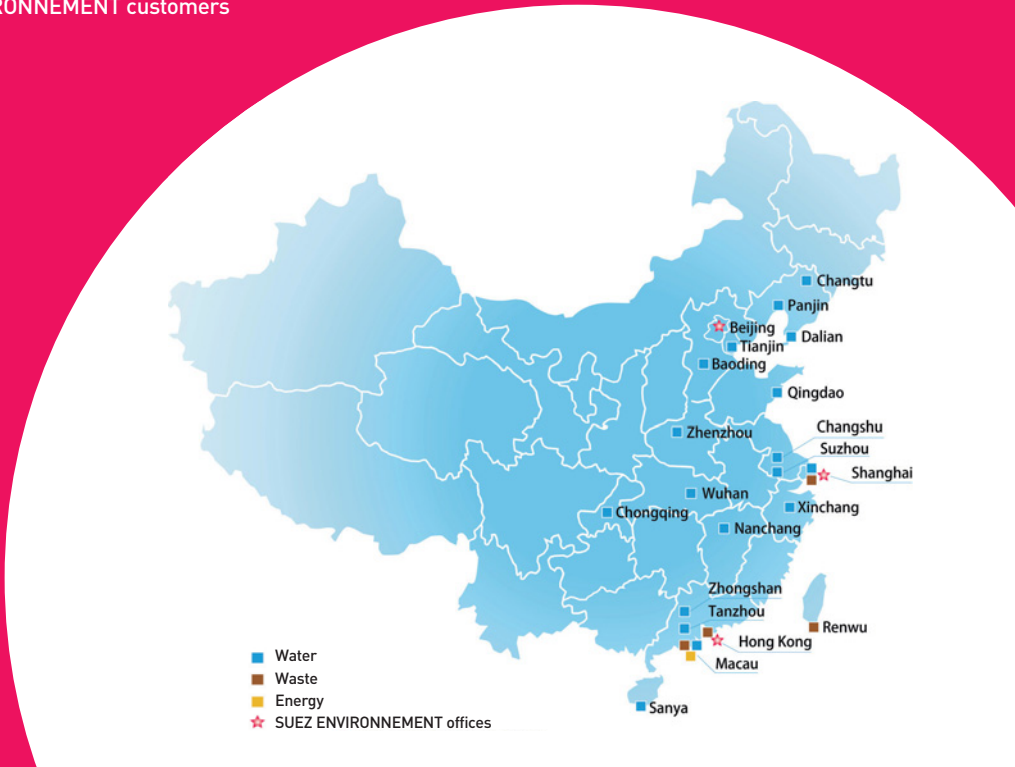 RONNEMENT customers
Changtu
Panjin
Beijing
Dalian
Tianjin
Baoding
Qingdao
Changshu
Zhenzhou
Suzhou
Shanghai
Wuhan
Xinchang
Chongqing
Nanchang
Zhongshan
Tanzhou
Renwu
Hong Kong
Macau
Sanya
Water
Waste
Energy
SUEZ ENVIRONNEMENT offices